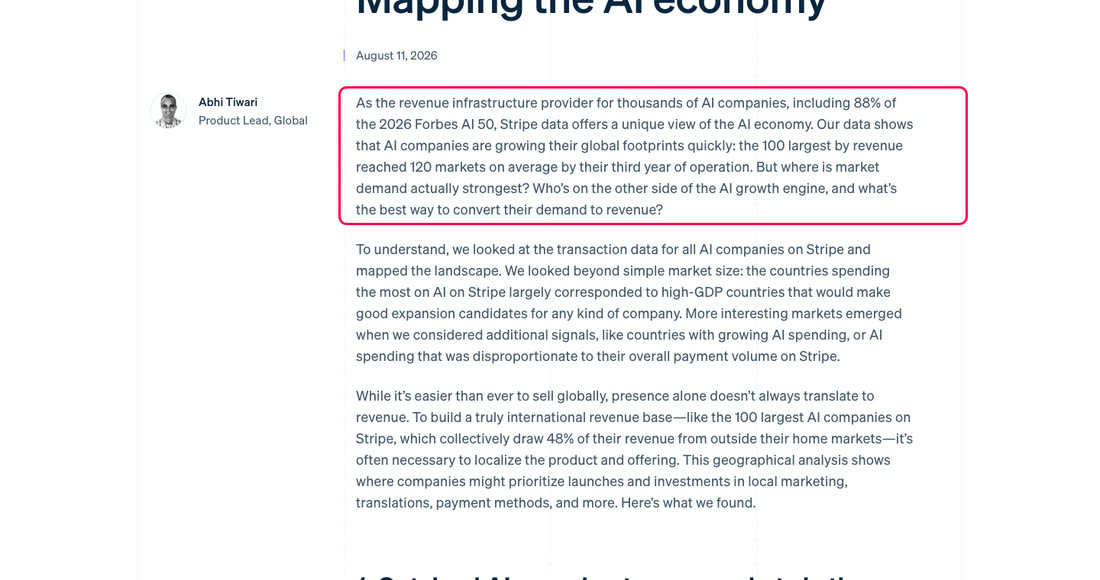 Mapping the AI economy
August 11, 2026
Abhi Tiwari
Product Lead, Global
As the revenue infrastructure provider for thousands of AI companies, including 88% of
the 2026 Forbes AI 50, Stripe data offers a unique view of the AI economy. Our data shows
that AI companies are growing their global footprints quickly: the 100 largest by revenue
reached 120 markets on average by their third year of operation. But where is market
demand actually strongest? Who’s on the other side of the AI growth engine, and what’s
the best way to convert their demand to revenue?
To understand, we looked at the transaction data for all AI companies on Stripe and
mapped the landscape. We looked beyond simple market size: the countries spending
the most on AI on Stripe largely corresponded to high-GDP countries that would make
good expansion candidates for any kind of company. More interesting markets emerged
when we considered additional signals, like countries with growing AI spending, or AI
spending that was disproportionate to their overall payment volume on Stripe.
While it’s easier than ever to sell globally, presence alone doesn’t always translate to
revenue. To build a truly international revenue base—like the 100 largest AI companies on
Stripe, which collectively draw 48% of their revenue from outside their home markets—it’s
often necessary to localize the product and offering. This geographical analysis shows
where companies might prioritize launches and investments in local marketing,
translations, payment methods, and more. Here’s what we found.